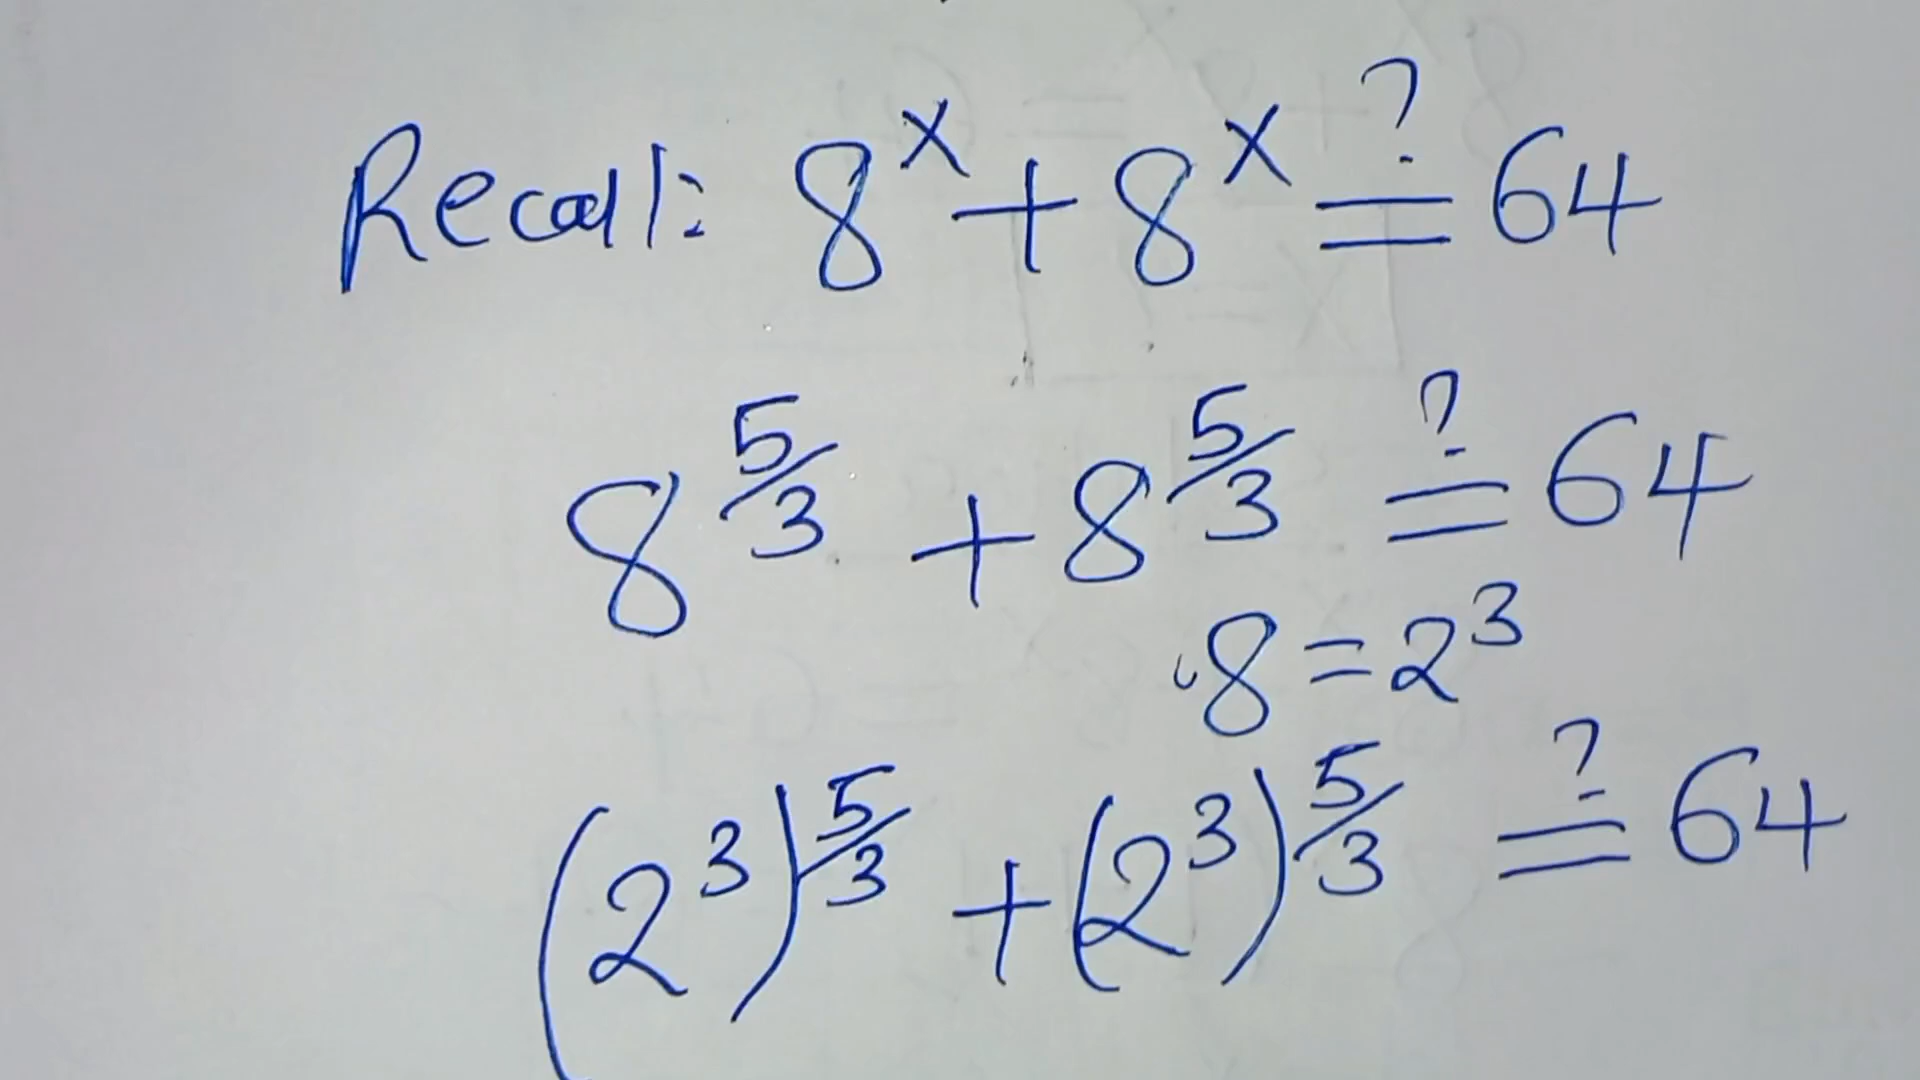 Recall: 8^x + 8^x ?= 64
8^5/3 + 8^5/3 ?= 64
8 = 2^3
(2^3)^5/3 + (2^3)^5/3 ?= 64